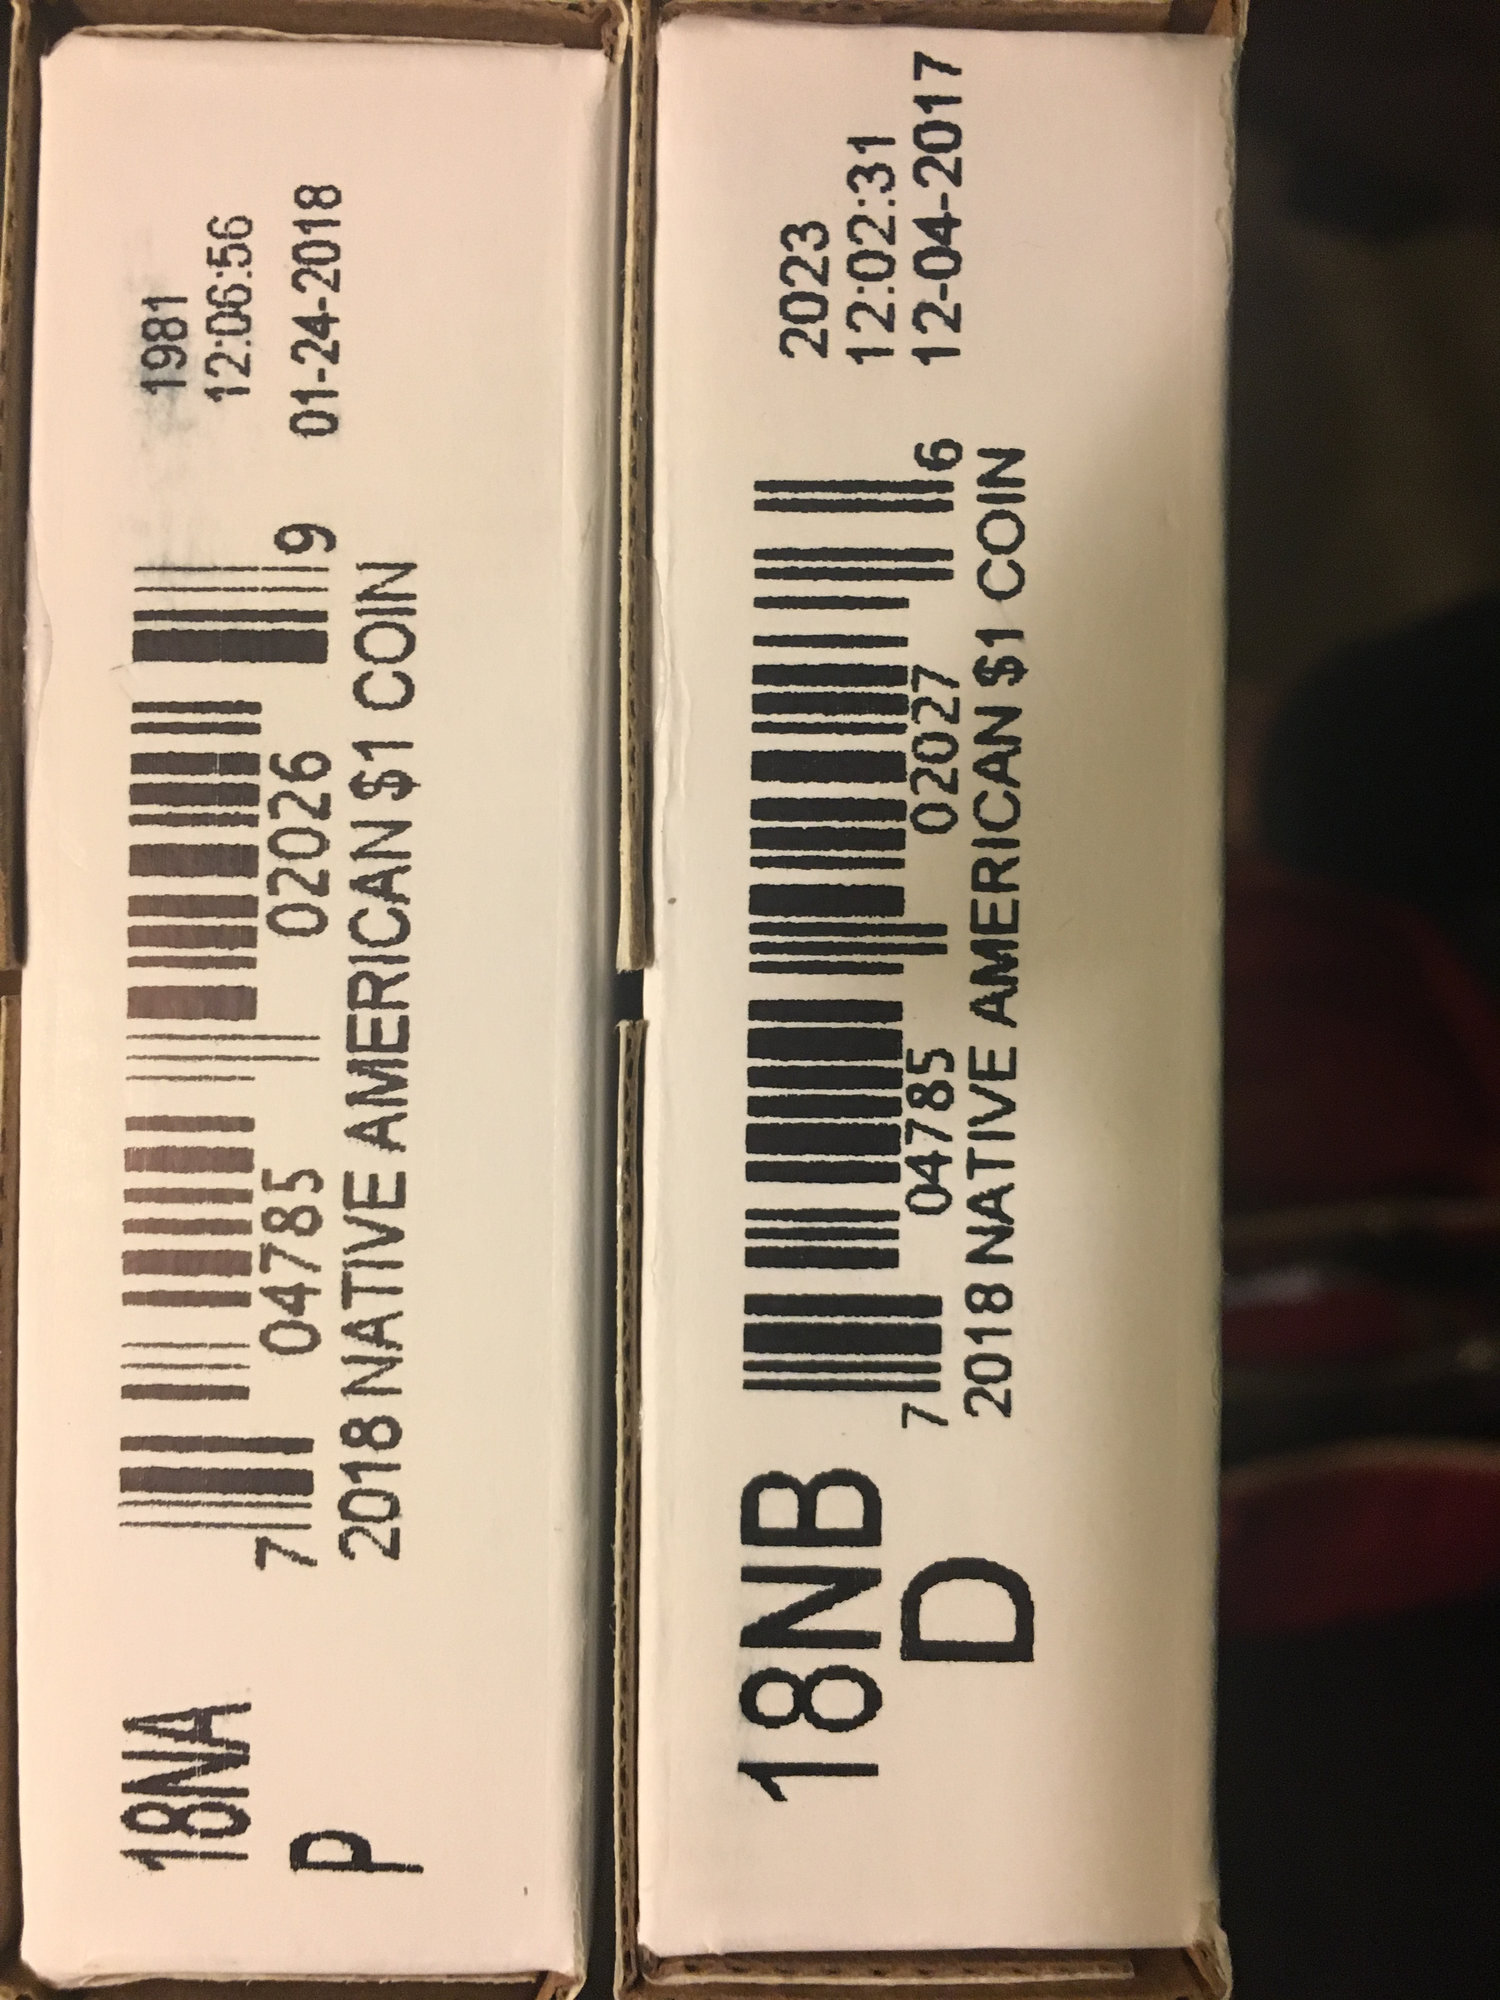 18NA
P
7 04785 02026 9
2018 NATIVE AMERICAN $1 COIN
1981
12:06:56
01-24-2018
18NB
D
7 04785 02027 6
2018 NATIVE AMERICAN $1 COIN
2023
12:02:31
12-04-2017